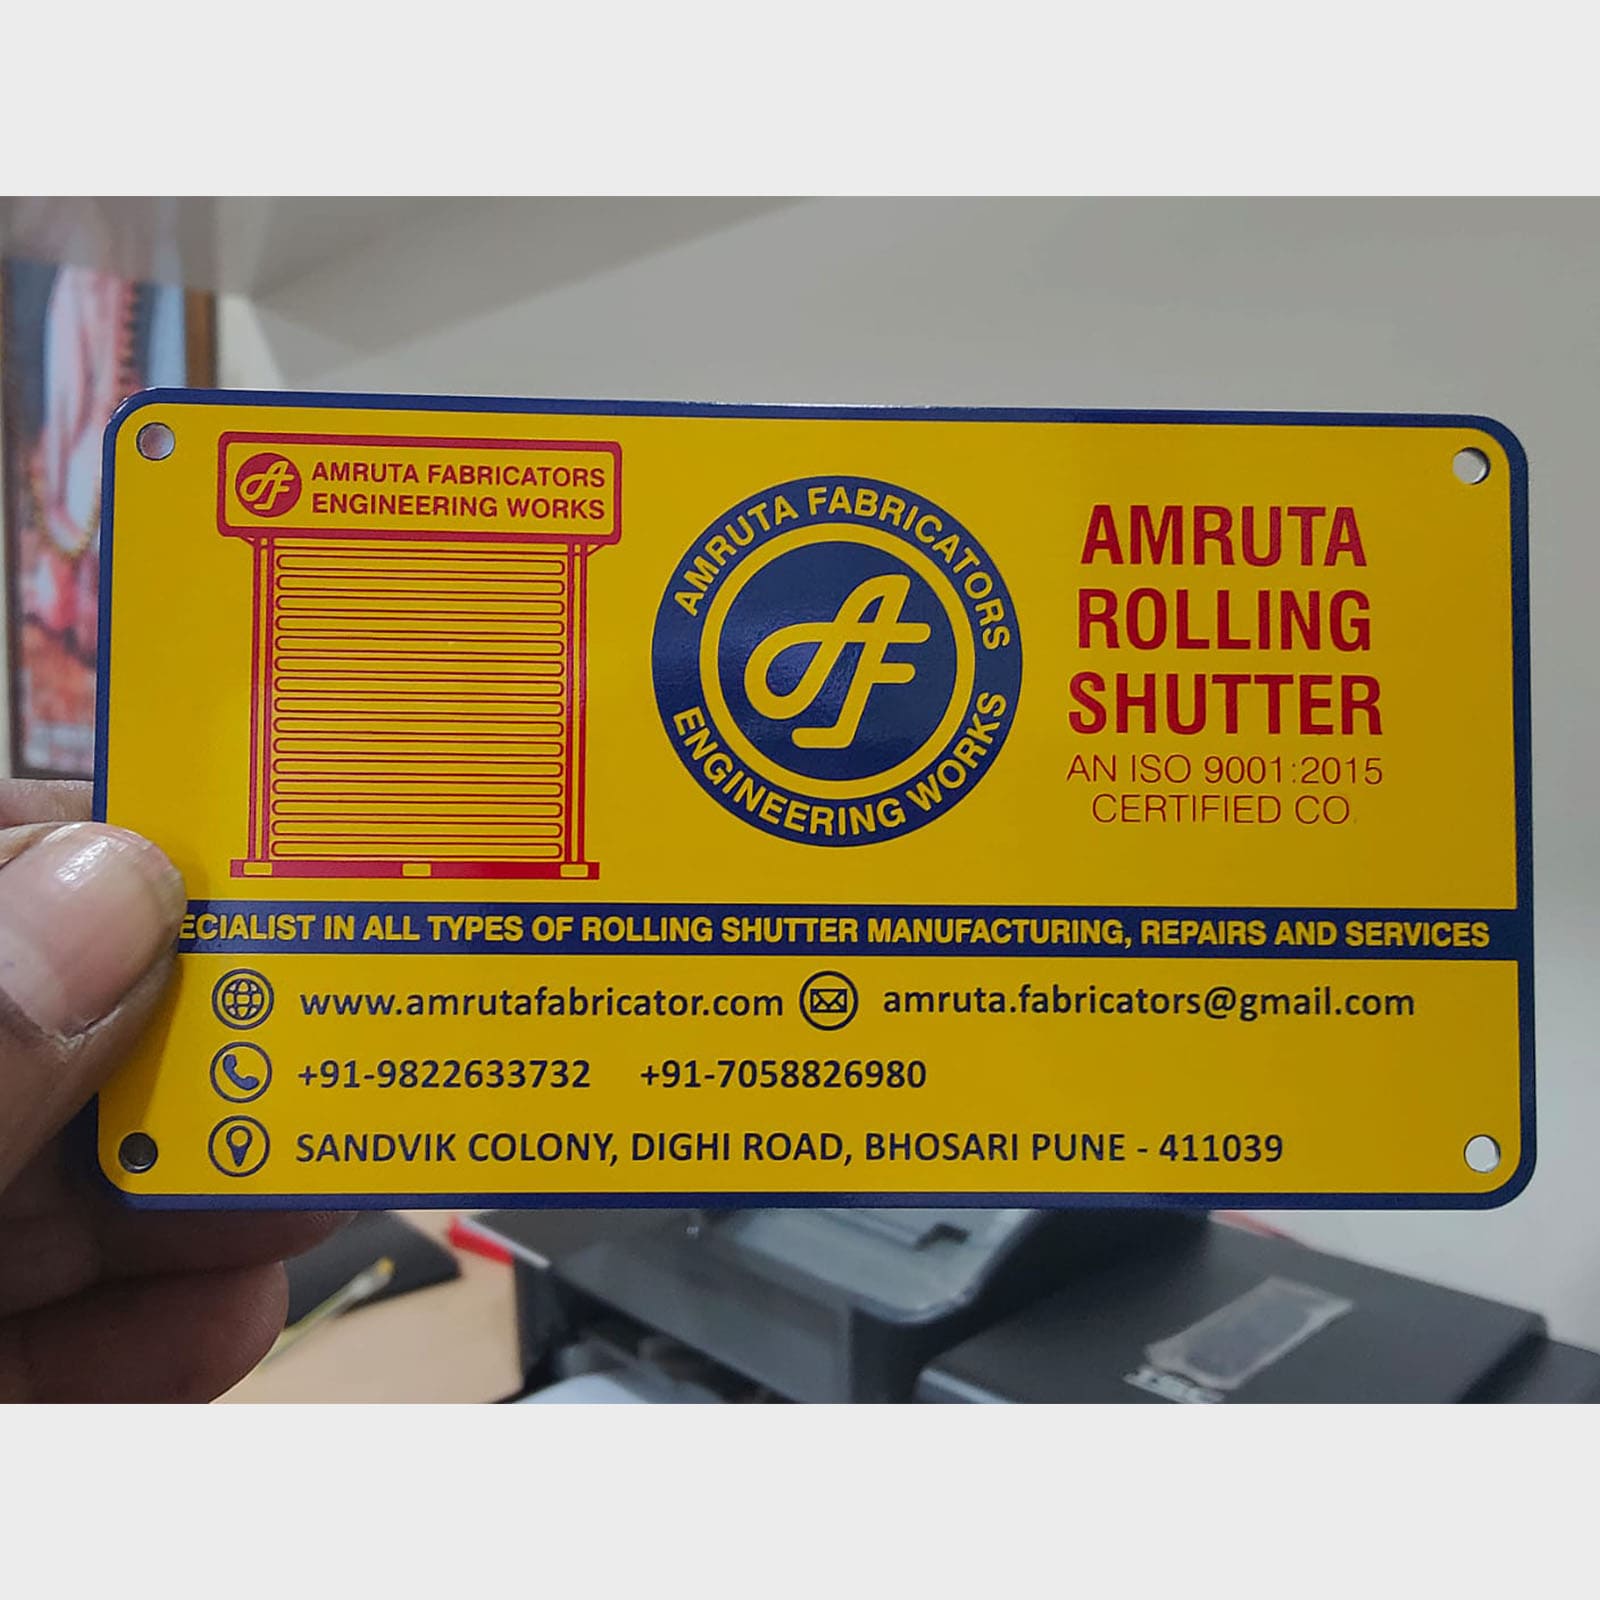 AMRUTA FABRICATORS
ENGINEERING WORKS
AMRUTA FABRICATORS
ENGINEERING WORKS
AF
AMRUTA
ROLLING
SHUTTER
AN ISO 9001:2015
CERTIFIED CO.
ECIALIST IN ALL TYPES OF ROLLING SHUTTER MANUFACTURING, REPAIRS AND SERVICES
www.amrutafabricator.com amruta.fabricators@gmail.com
+91-9822633732 +91-7058826980
SANDVIK COLONY, DIGHI ROAD, BHOSARI PUNE - 411039